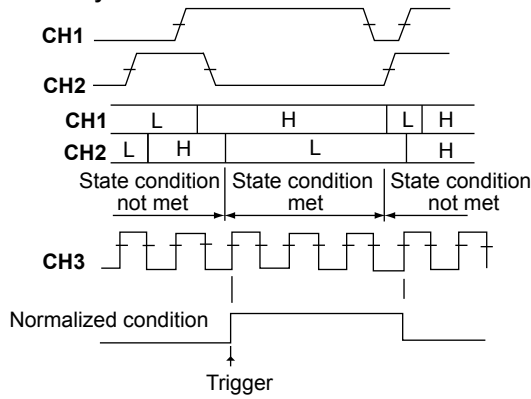 CH1
CH2
CH1 L H L H
CH2 L H L H
State condition not met State condition met State condition not met
CH3
Normalized condition
Trigger